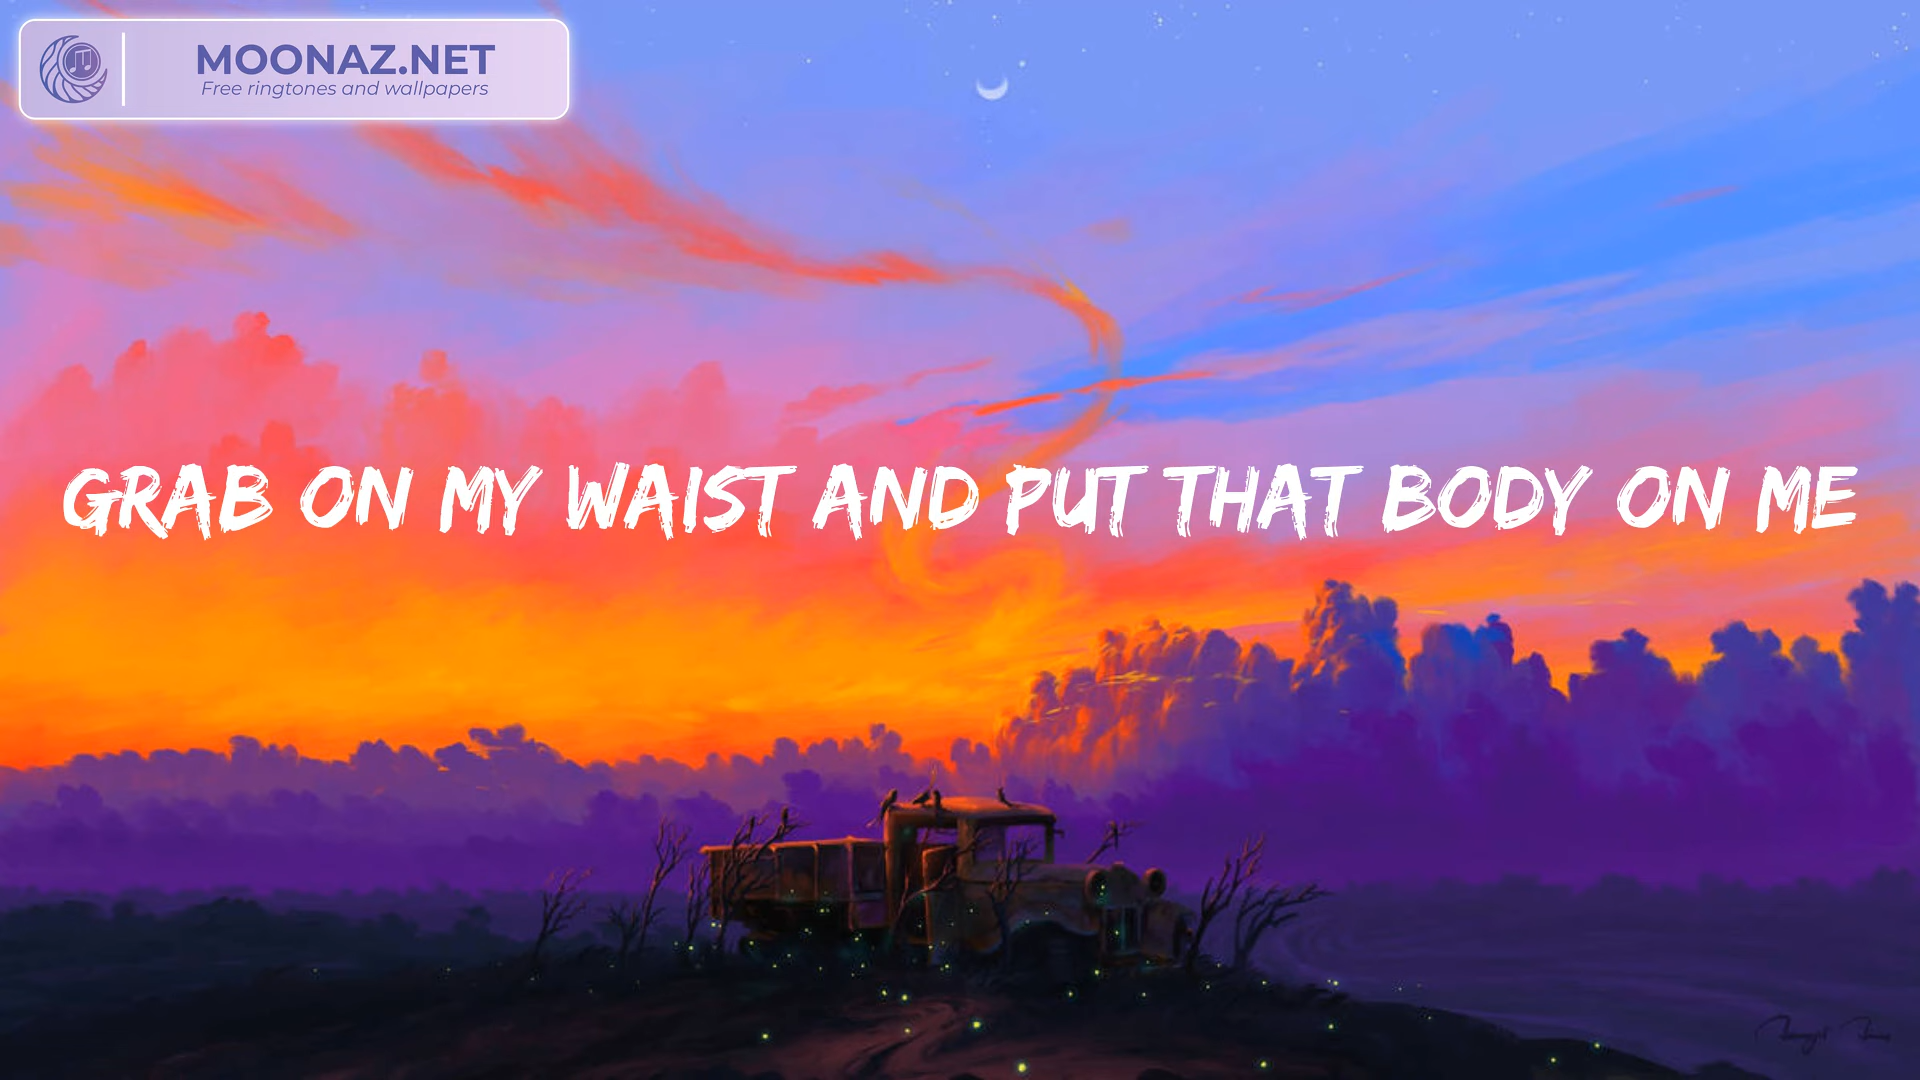 MOONAZ.NET
Free ringtones and wallpapers
GRAB ON MY WAIST AND PUT THAT BODY ON ME